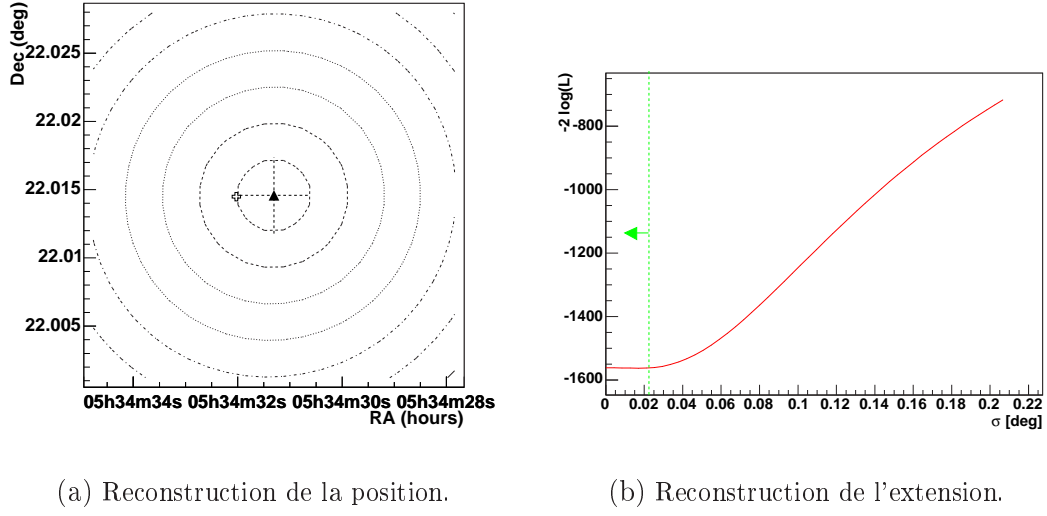 Dec (deg)
22.025
22.02
22.015
22.01
22.005
05h34m34s 05h34m32s 05h34m30s 05h34m28s
RA (hours)
-2 log(L)
-800
-1000
-1200
-1400
-1600
0 0.02 0.04 0.06 0.08 0.1 0.12 0.14 0.16 0.18 0.2 0.22
σ [deg]
(a) Reconstruction de la position.
(b) Reconstruction de l'extension.